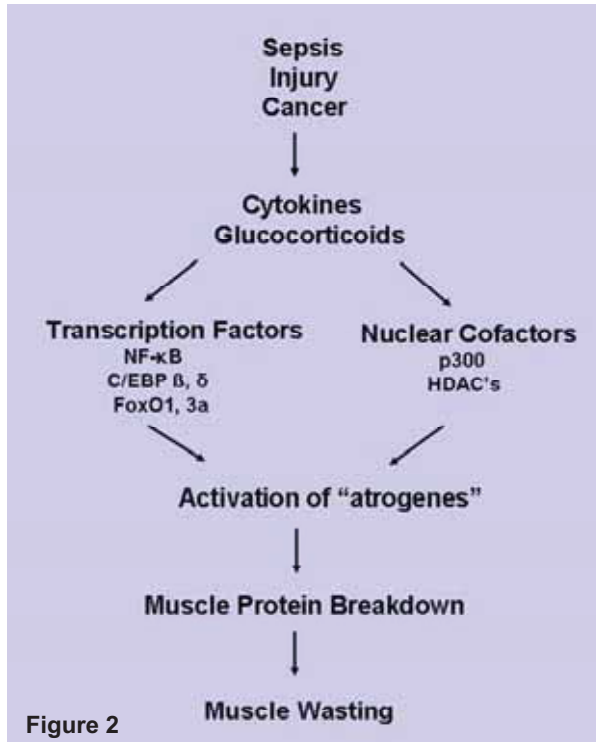 Sepsis
Injury
Cancer
Cytokines
Glucocorticoids
Transcription Factors
NF-κB
C/EBP ß, δ
FoxO1, 3a
Nuclear Cofactors
p300
HDAC's
Activation of “atrogenes”
Muscle Protein Breakdown
Muscle Wasting
Figure 2